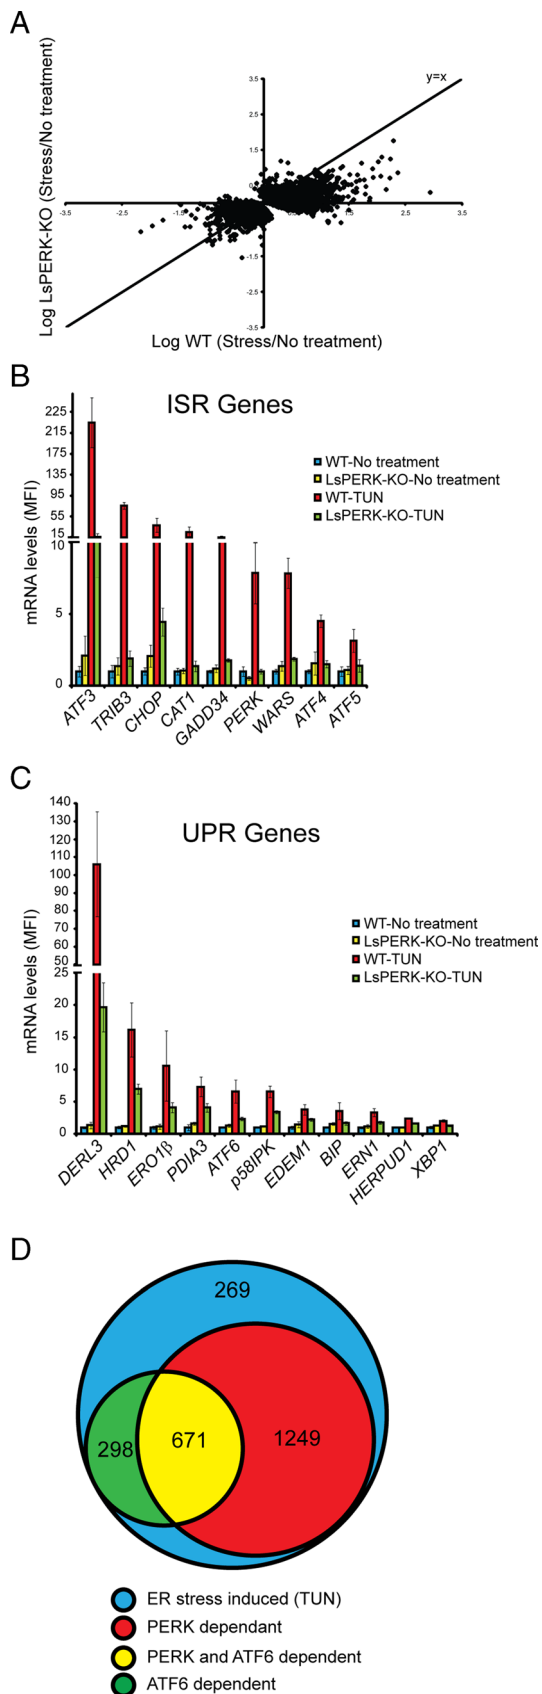 A
Log LsPERK-KO (Stress/No treatment)
y=x
3.5
2.5
1.5
-3.5
-2.5
-1.5
1.5
2.5
3.5
-1.5
-2.5
-3.5
Log WT (Stress/No treatment)
B
ISR Genes
mRNA levels (MFI)
225
215
175
135
95
55
15
10
5
0
WT-No treatment
LsPERK-KO-No treatment
WT-TUN
LsPERK-KO-TUN
ATF3
TRIB3
CHOP
CAT1
GADD34
PERK
WARS
ATF4
ATF5
C
UPR Genes
mRNA levels (MFI)
140
130
120
110
100
90
80
70
60
50
25
20
15
10
5
0
WT-No treatment
LsPERK-KO-No treatment
WT-TUN
LsPERK-KO-TUN
DERL3
HRD1
ERO1β
PDIA3
ATF6
p58IPK
EDEM1
BIP
ERN1
HERPUD1
XBP1
D
269
298
671
1249
ER stress induced (TUN)
PERK dependant
PERK and ATF6 dependent
ATF6 dependent